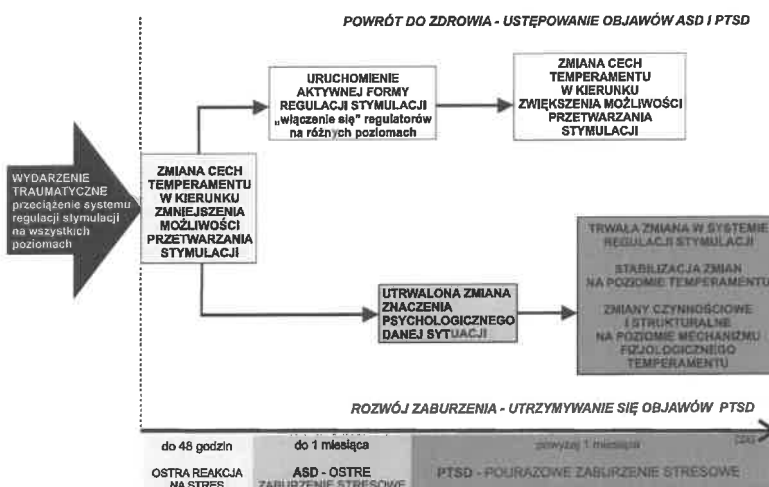 POWRÓT DO ZDROWIA - USTĘPOWANIE OBJAWÓW ASD I PTSD
URUCHOMIENIE
AKTYWNEJ FORMY
REGULACJI STYMULACJI
„włączenie się” regulatorów
na różnych poziomach
ZMIANA CECH
TEMPERAMENTU
W KIERUNKU
ZWIĘKSZENIA MOŻLIWOŚCI
PRZETWARZANIA
STYMULACJI
WYDARZENIE
TRAUMATYCZNE
przeciążenie systemu
regulacji stymulacji
na wszystkich
poziomach
ZMIANA CECH
TEMPERAMENTU
W KIERUNKU
ZMNIEJSZENIA
MOŻLIWOŚCI
PRZETWARZANIA
STYMULACJI
UTRWALONA ZMIANA
ZNACZENIA
PSYCHOLOGICZNEGO
DANEJ SYTUACJI
TRWAŁA ZMIANA W SYSTEMIE
REGULACJI STYMULACJI
STABILIZACJA ZMIAN
NA POZIOMIE TEMPERAMENTU
ZMIANY CZYNNOŚCIOWE
I STRUKTURALNE
NA POZIOMIE MECHANIZMU
FIZJOLOGICZNEGO
TEMPERAMENTU
ROZWÓJ ZABURZENIA - UTRZYMYWANIE SIĘ OBJAWÓW PTSD
do 48 godzin
do 1 miesiąca
powyżej 1 miesiąca
OSTRA REAKCJA
NA STRES
ASD - OSTRE
ZABURZENIE STRESOWE
PTSD - POURAZOWE ZABURZENIE STRESOWE